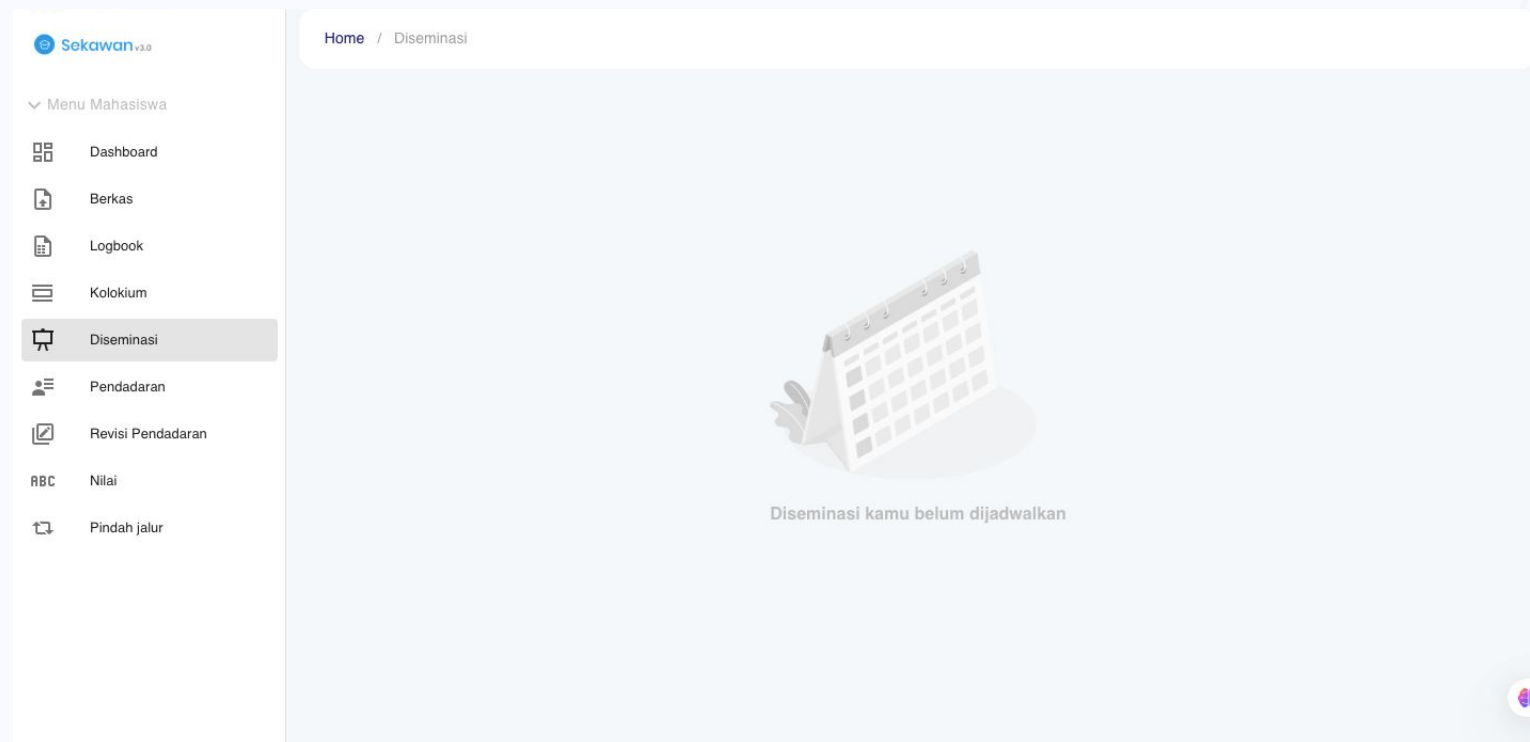 Sekawan v3.0
Home / Diseminasi
Menu Mahasiswa
Dashboard
Berkas
Logbook
Kolokium
Diseminasi
Pendadaran
Revisi Pendadaran
ABC Nilai
Pindah jalur
Diseminasi kamu belum dijadwalkan